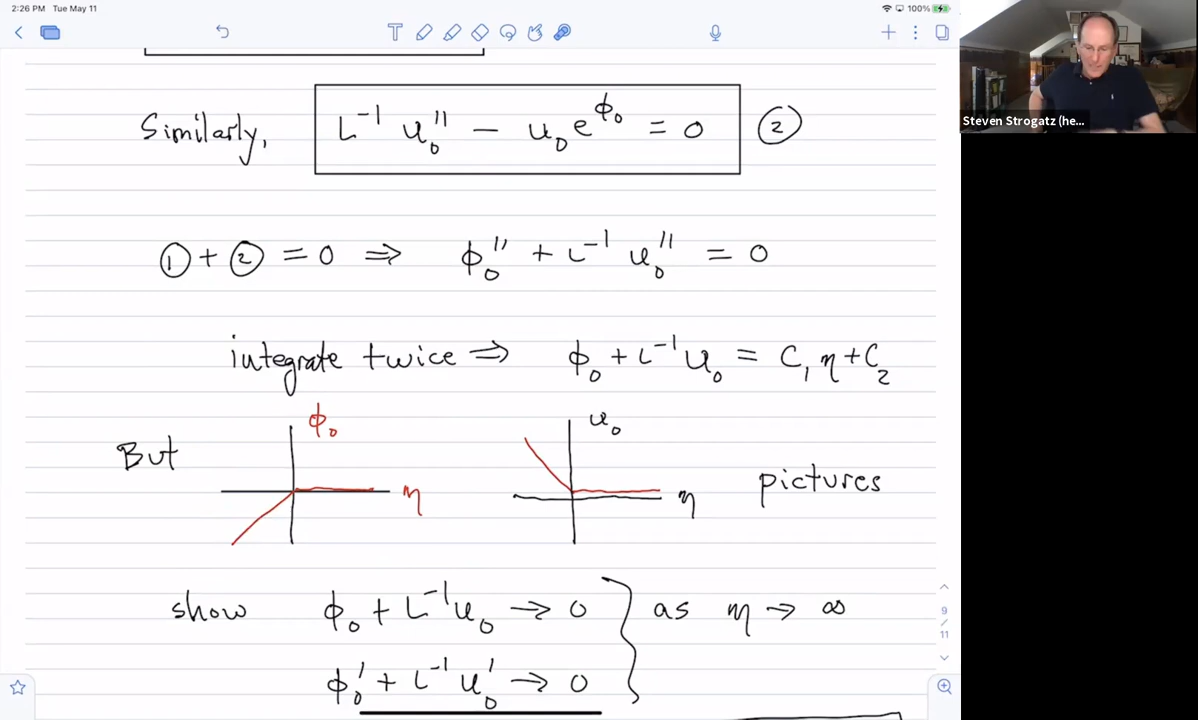 2:26 PM Tue May 11
100%
Similarly, L⁻¹ u₀'' − u₀ e^ϕ₀ = 0 ②
① + ② = 0 ⇒ ϕ₀'' + L⁻¹ u₀'' = 0
integrate twice ⇒ ϕ₀ + L⁻¹ u₀ = C₁ η + C₂
But ϕ₀ η u₀ η pictures
show ϕ₀ + L⁻¹ u₀ → 0 } as η → ∞
ϕ₀' + L⁻¹ u₀' → 0
9
/
11
Steven Strogatz (he...